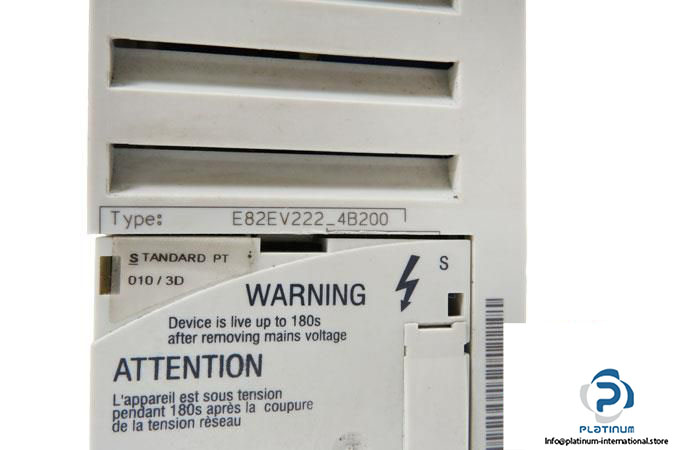 Type: E82EV222_4B200
STANDARD PT
010 / 3D
S
WARNING
Device is live up to 180s
after removing mains voltage
ATTENTION
L'appareil est sous tension
pendant 180s après la coupure
de la tension réseau
PLATINUM
Info@platinum-international.store